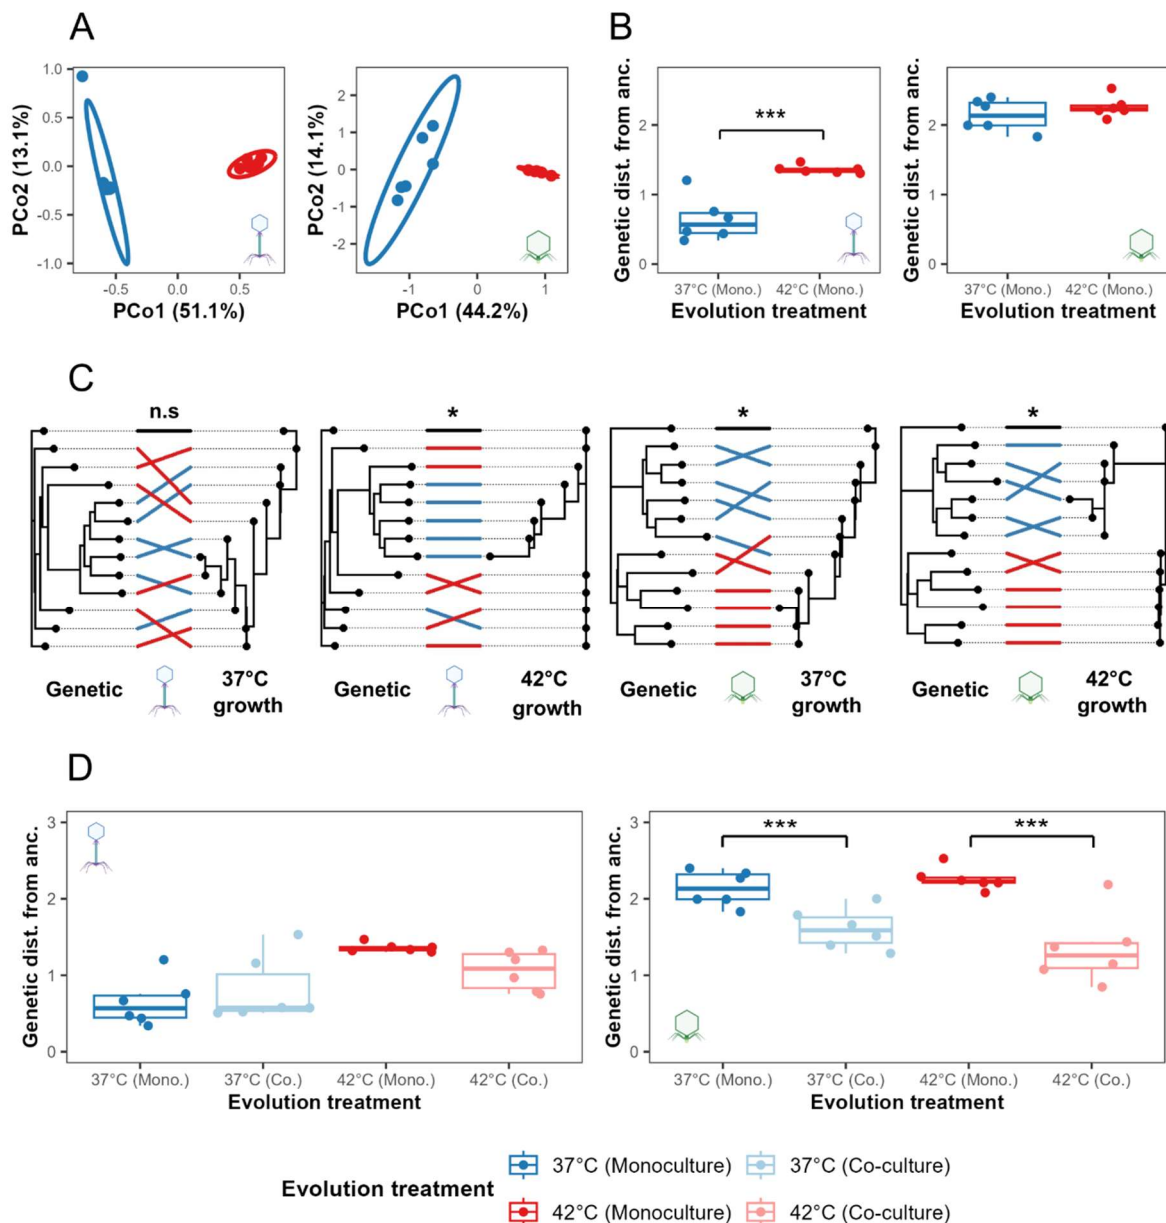 A
B
PCo2 (13.1%)
1.0
0.5
0.0
-0.5
-1.0
-0.5
0.0
0.5
PCo1 (51.1%)
PCo2 (14.1%)
2
1
0
-1
-2
-1
0
1
PCo1 (44.2%)
Genetic dist. from anc.
2
1
0
***
37°C (Mono.) 42°C (Mono.)
Evolution treatment
Genetic dist. from anc.
2
1
0
37°C (Mono.) 42°C (Mono.)
Evolution treatment
C
n.s
*
*
*
Genetic
37°C
growth
Genetic
42°C
growth
Genetic
37°C
growth
Genetic
42°C
growth
D
Genetic dist. from anc.
3
2
1
0
37°C (Mono.) 37°C (Co.) 42°C (Mono.) 42°C (Co.)
Evolution treatment
Genetic dist. from anc.
3
2
1
0
***
***
37°C (Mono.) 37°C (Co.) 42°C (Mono.) 42°C (Co.)
Evolution treatment
Evolution treatment
37°C (Monoculture) 37°C (Co-culture)
42°C (Monoculture) 42°C (Co-culture)